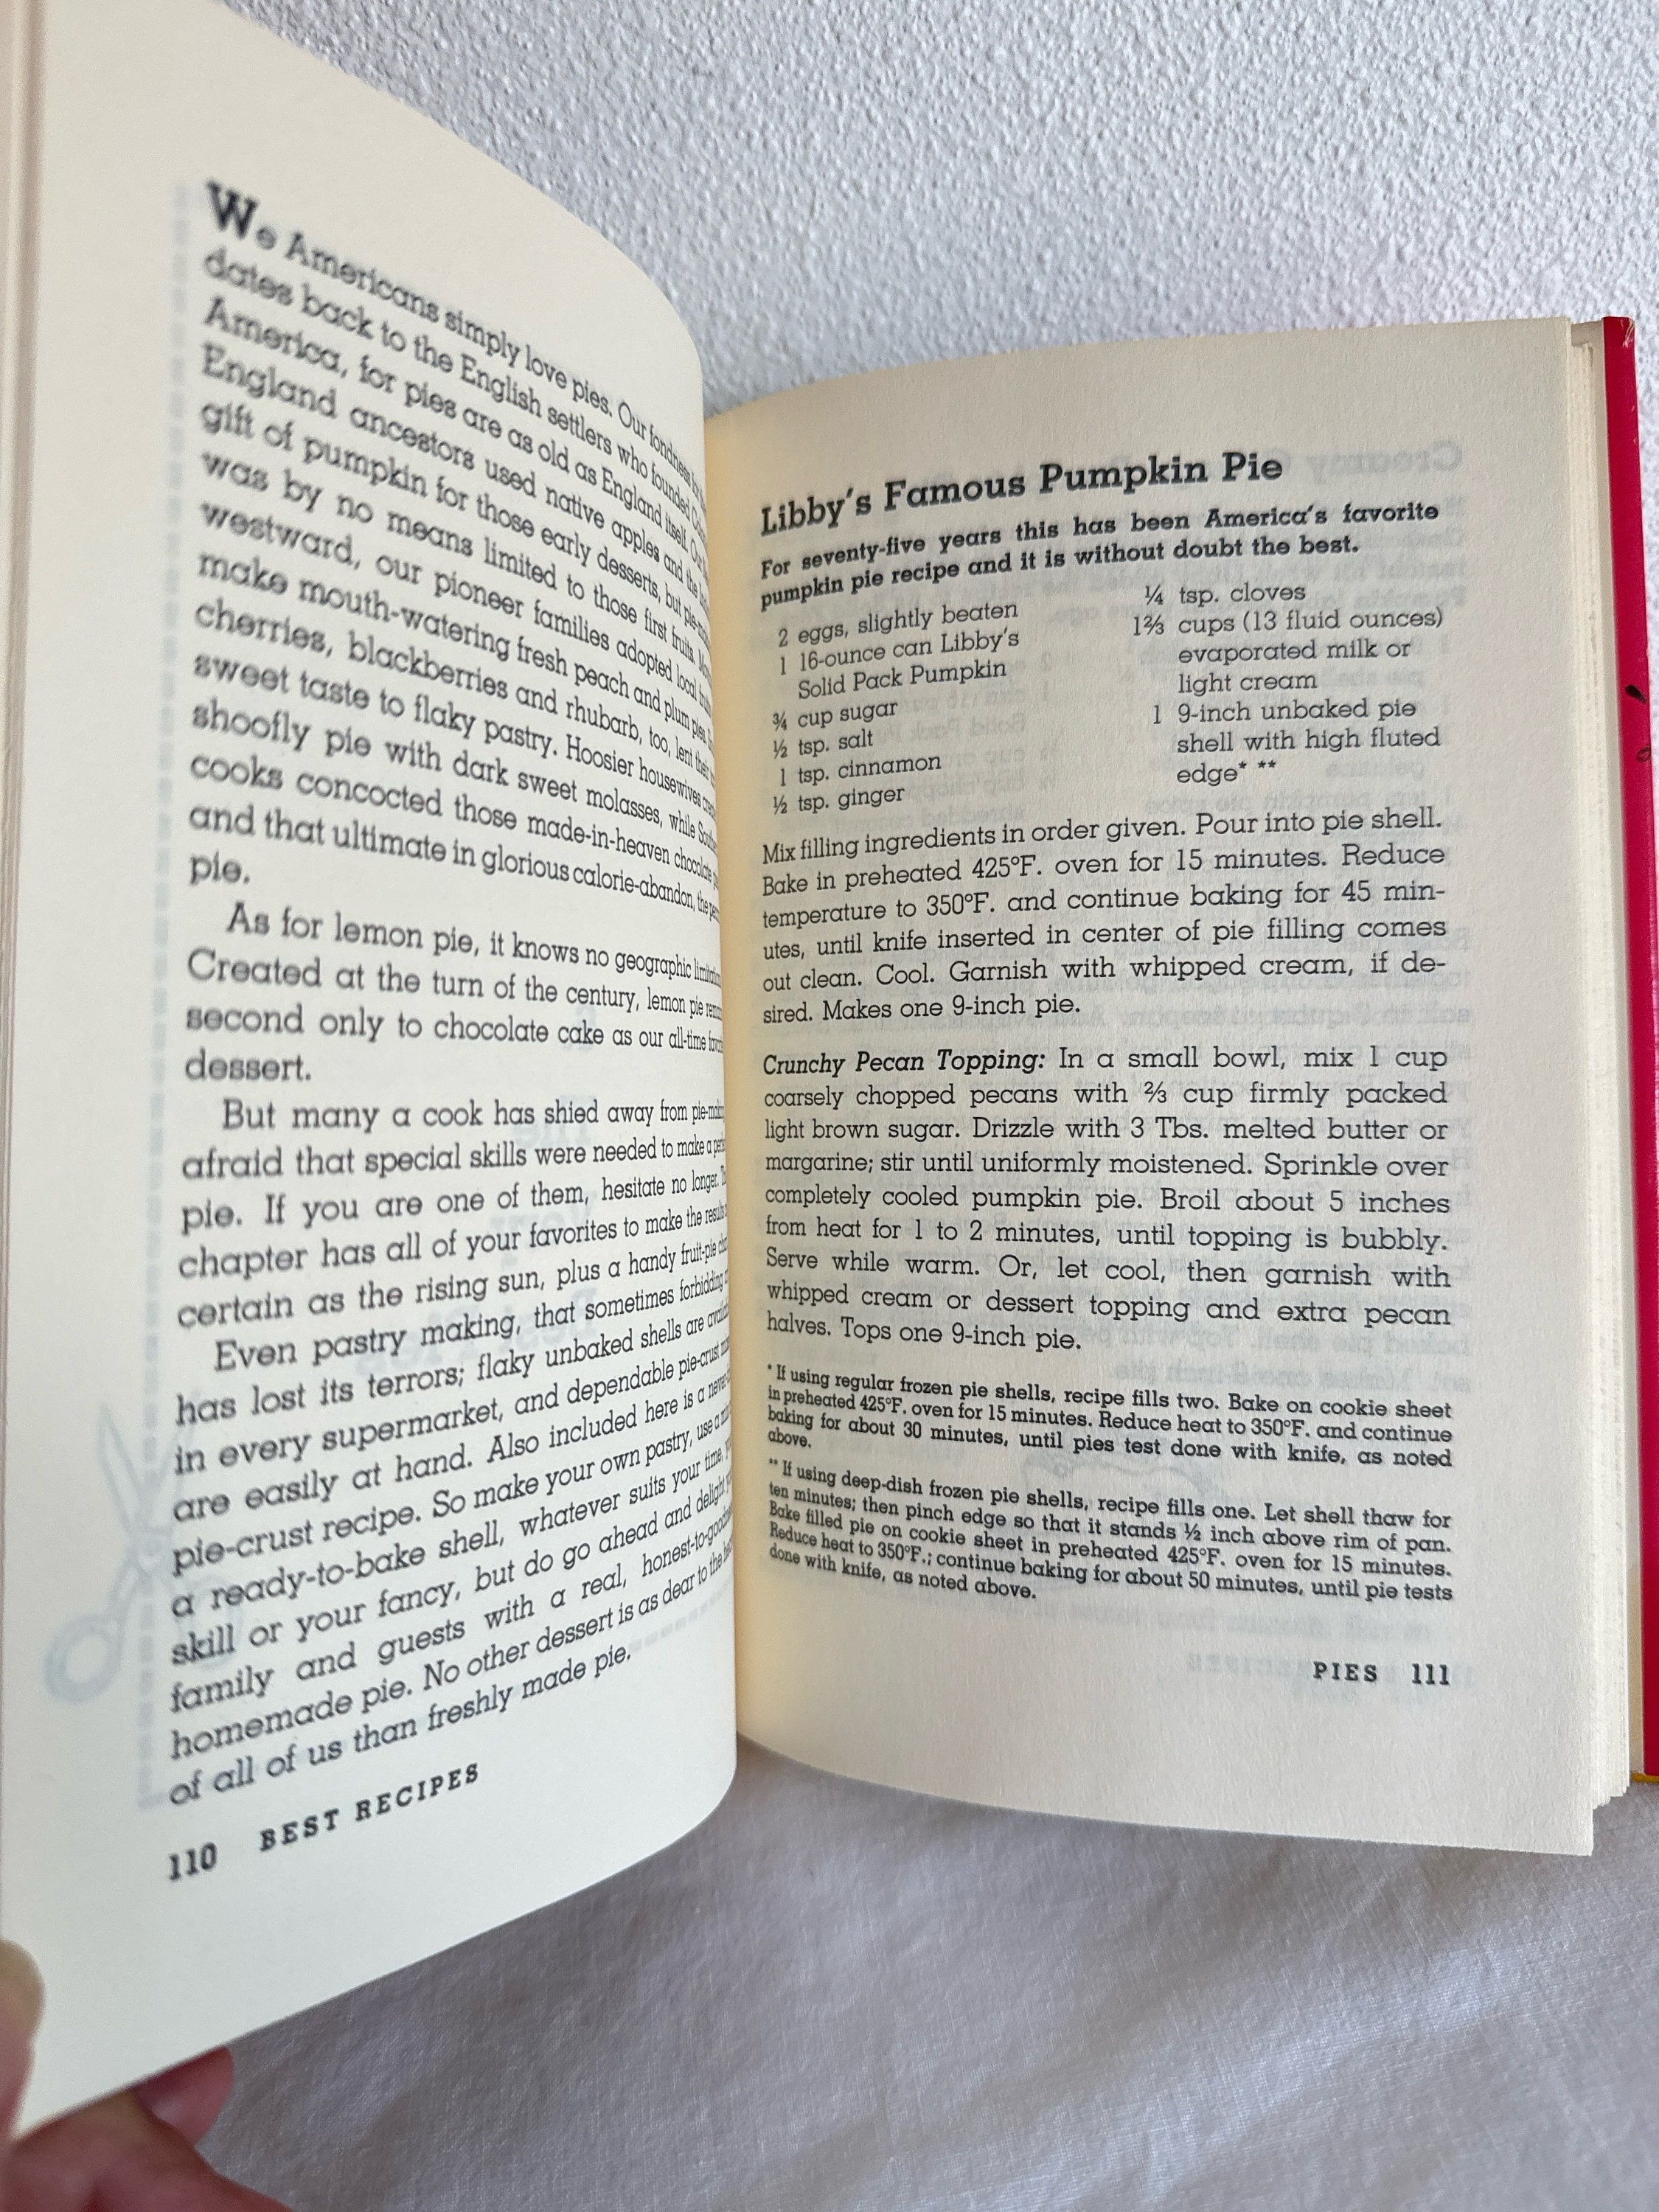 We Americans simply love pies. Our fondness for
dates back to the English settlers who founded
America, for pies are as old as England itself. Our
England ancestors used native apples and the
gift of pumpkin for those early desserts, but
was by no means limited to those first fruits.
westward, our pioneer families adopted local
make mouth-watering fresh peach and plum pies.
cherries, blackberries and rhubarb, too, lent their
sweet taste to flaky pastry. Hoosier housewives
shoofly pie with dark sweet molasses, while
cooks concocted those made-in-heaven chocolate
and that ultimate in glorious calorie-abandon, the
pie.
As for lemon pie, it knows no geographic
Created at the turn of the century, lemon pie
second only to chocolate cake as our all-time
dessert.
But many a cook has shied away from
afraid that special skills were needed to make a
pie. If you are one of them, hesitate no longer.
chapter has all of your favorites to make the
certain as the rising sun, plus a handy fruit-pie
Even pastry making, that sometimes forbidding
has lost its terrors; flaky unbaked shells are
in every supermarket, and dependable pie-crust
are easily at hand. Also included here is a
pie-crust recipe. So make your own pastry, use a
a ready-to-bake shell, whatever suits your time,
skill or your fancy, but do go ahead and delight
family and guests with a real,
homemade pie. No other dessert is as dear to the
of all of us than freshly made pie.
110 BEST RECIPES
Libby's Famous Pumpkin Pie
For seventy-five years this has been America's favorite
pumpkin pie recipe and it is without doubt the best.
2 eggs, slightly beaten
1 16-ounce can Libby's
Solid Pack Pumpkin
¾ cup sugar
½ tsp. salt
1 tsp. cinnamon
½ tsp. ginger
¼ tsp. cloves
1⅔ cups (13 fluid ounces)
evaporated milk or
light cream
1 9-inch unbaked pie
shell with high fluted
edge* **
Mix filling ingredients in order given. Pour into pie shell.
Bake in preheated 425°F. oven for 15 minutes. Reduce
temperature to 350°F. and continue baking for 45 min-
utes, until knife inserted in center of pie filling comes
out clean. Cool. Garnish with whipped cream, if de-
sired. Makes one 9-inch pie.
Crunchy Pecan Topping: In a small bowl, mix 1 cup
coarsely chopped pecans with ⅔ cup firmly packed
light brown sugar. Drizzle with 3 Tbs. melted butter or
margarine; stir until uniformly moistened. Sprinkle over
completely cooled pumpkin pie. Broil about 5 inches
from heat for 1 to 2 minutes, until topping is bubbly.
Serve while warm. Or, let cool, then garnish with
whipped cream or dessert topping and extra pecan
halves. Tops one 9-inch pie.
* If using regular frozen pie shells, recipe fills two. Bake on cookie sheet
in preheated 425°F. oven for 15 minutes. Reduce heat to 350°F. and continue
baking for about 30 minutes, until pies test done with knife, as noted
above.
** If using deep-dish frozen pie shells, recipe fills one. Let shell thaw for
ten minutes; then pinch edge so that it stands ½ inch above rim of pan.
Bake filled pie on cookie sheet in preheated 425°F. oven for 15 minutes.
Reduce heat to 350°F.; continue baking for about 50 minutes, until pie tests
done with knife, as noted above.
PIES 111